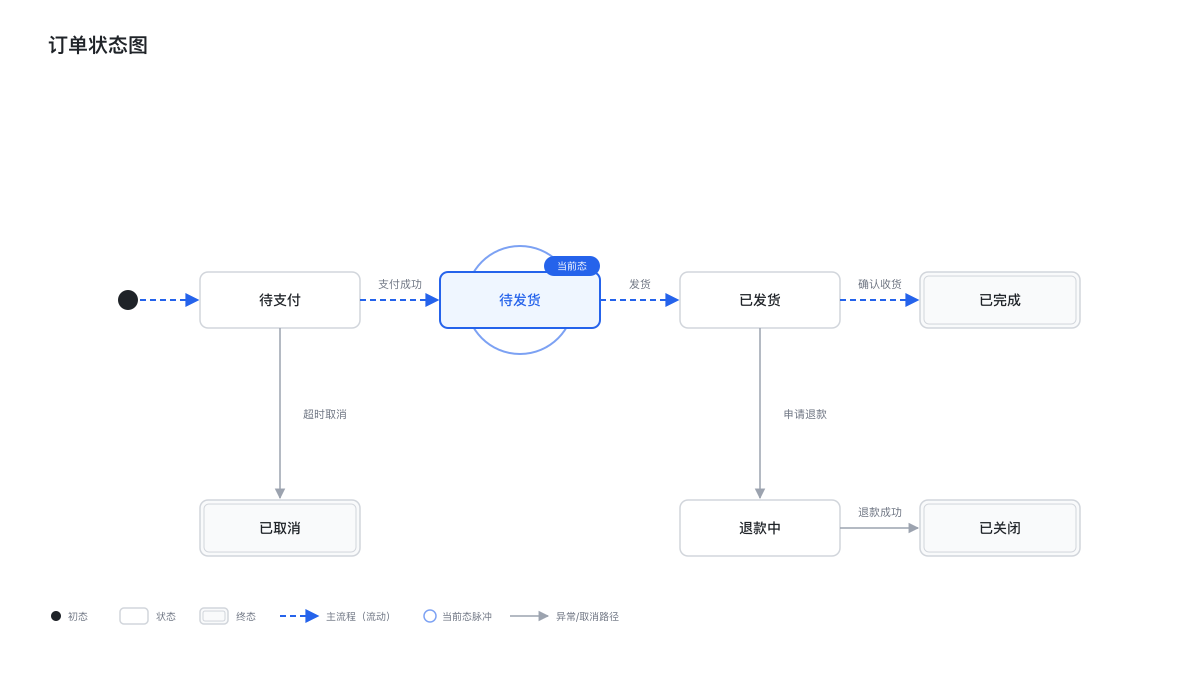 订单状态图
当前态
支付成功
发货
确认收货
待支付
待发货
已发货
已完成
超时取消
申请退款
退款成功
已取消
退款中
已关闭
初态
状态
终态
主流程（流动）
当前态脉冲
异常/取消路径